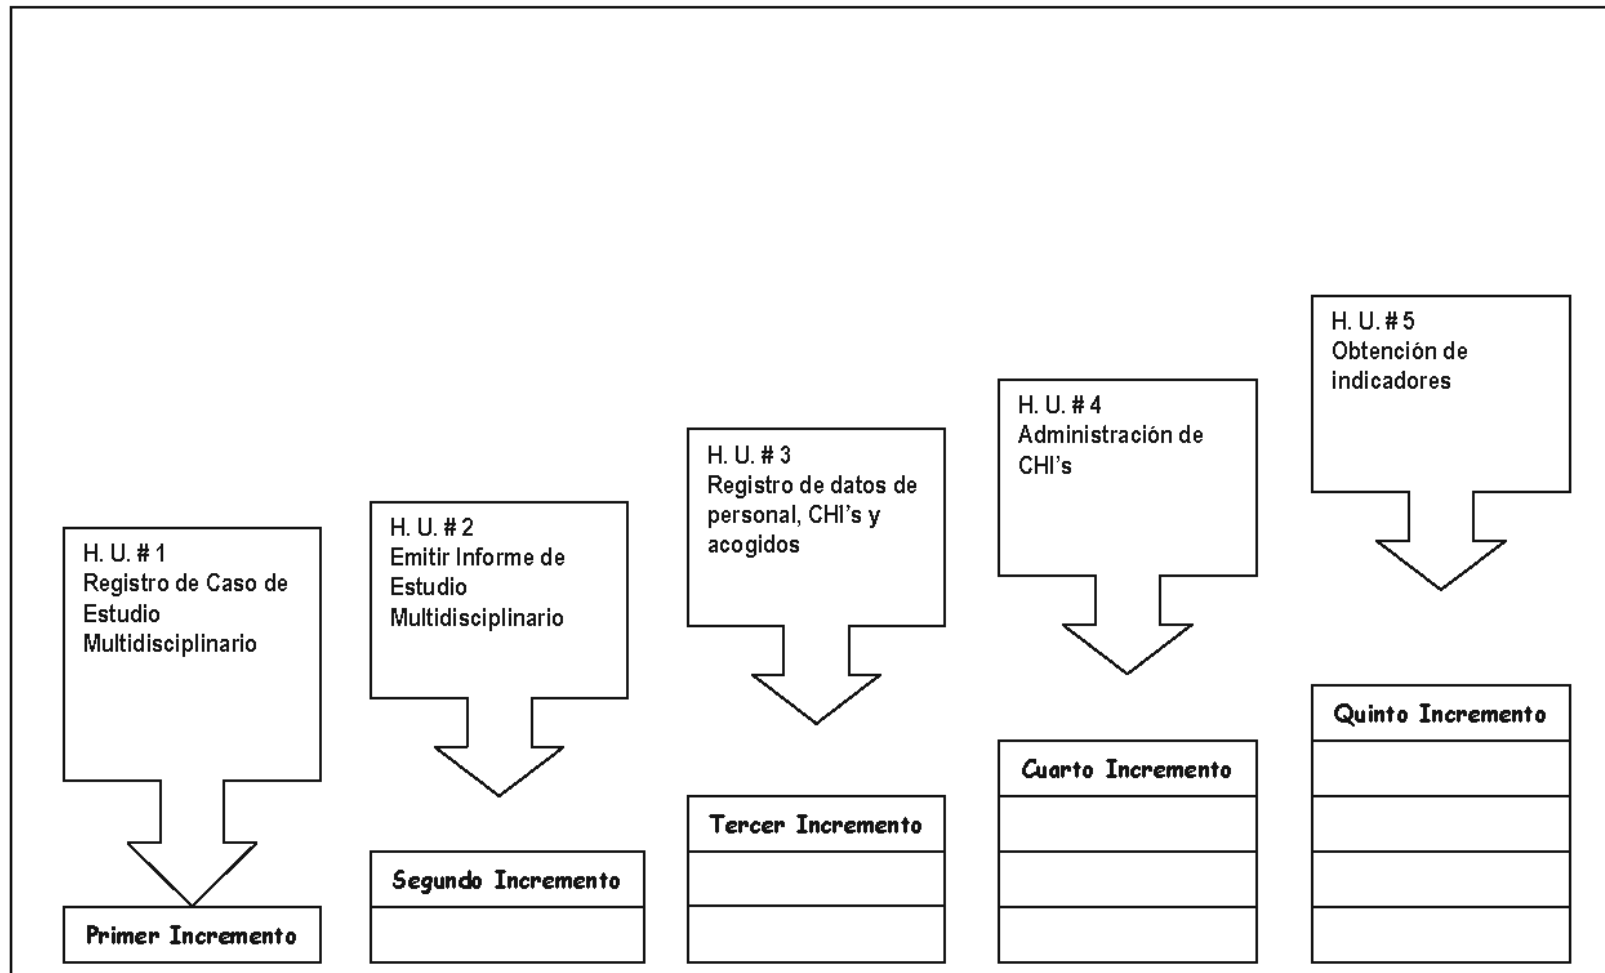 H. U. # 1
Registro de Caso de
Estudio
Multidisciplinario
Primer Incremento
H. U. # 2
Emitir Informe de
Estudio
Multidisciplinario
Segundo Incremento
H. U. # 3
Registro de datos de
personal, CHI's y
acogidos
Tercer Incremento
H. U. # 4
Administración de
CHI's
Cuarto Incremento
H. U. # 5
Obtención de
indicadores
Quinto Incremento